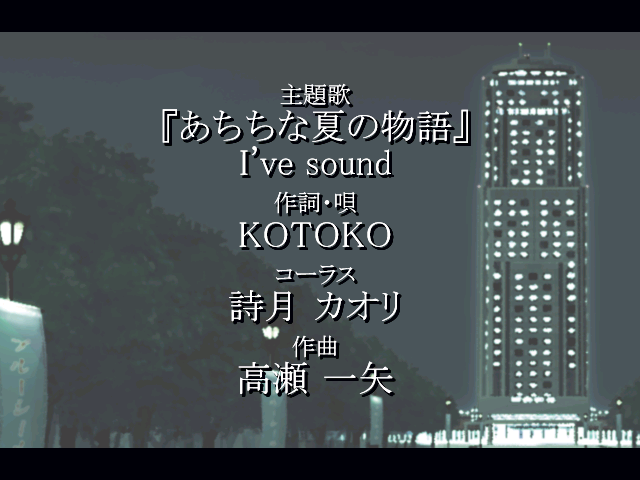 主題歌
『あちちな夏の物語』
I've sound
作詞・唄
KOTOKO
コーラス
詩月 カオリ
作曲
高瀬 一矢